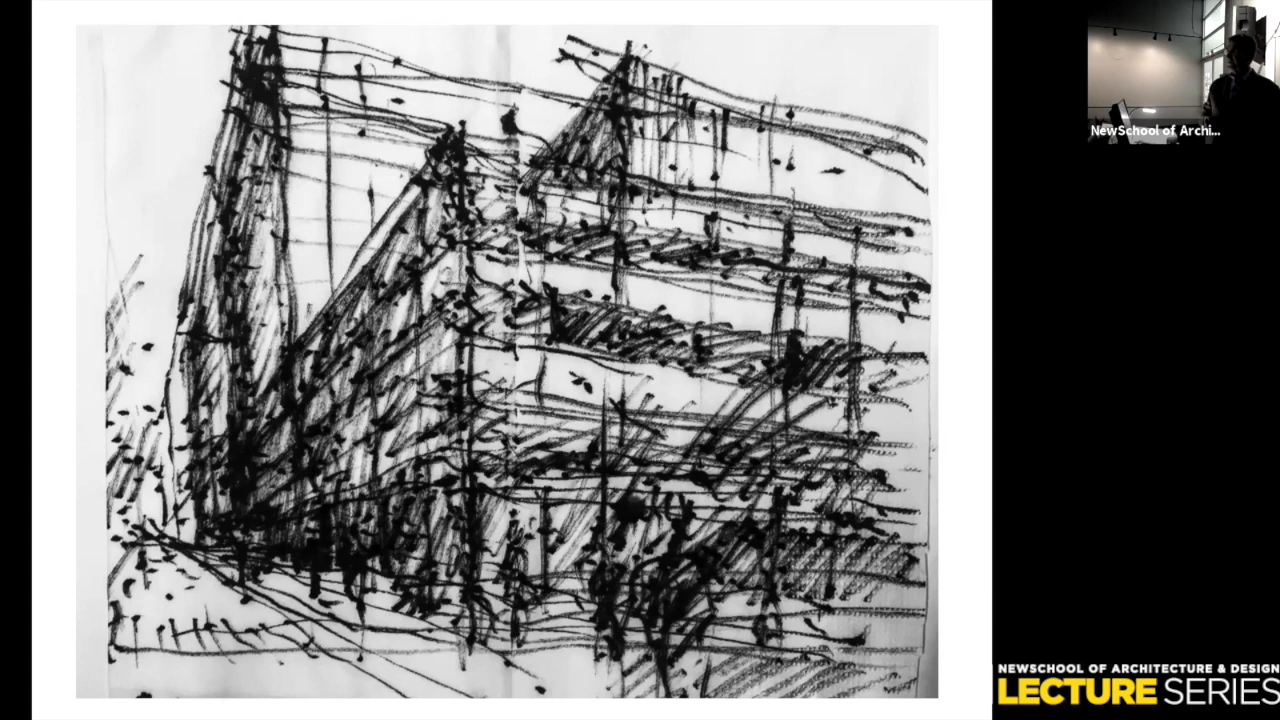 NewSchool of Archi...
NEWSCHOOL OF ARCHITECTURE & DESIGN
LECTURE SERIES